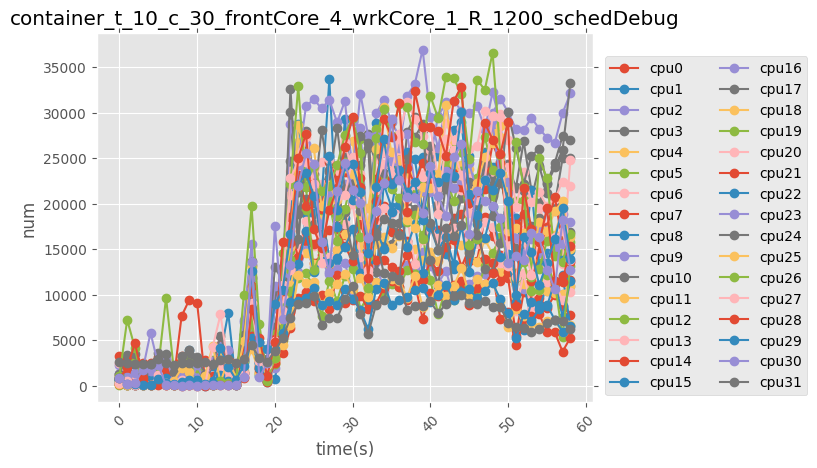 container_t_10_c_30_frontCore_4_wrkCore_1_R_1200_schedDebug
num
35000
30000
25000
20000
15000
10000
5000
0
0
10
20
30
40
50
60
time(s)
cpu0
cpu1
cpu2
cpu3
cpu4
cpu5
cpu6
cpu7
cpu8
cpu9
cpu10
cpu11
cpu12
cpu13
cpu14
cpu15
cpu16
cpu17
cpu18
cpu19
cpu20
cpu21
cpu22
cpu23
cpu24
cpu25
cpu26
cpu27
cpu28
cpu29
cpu30
cpu31